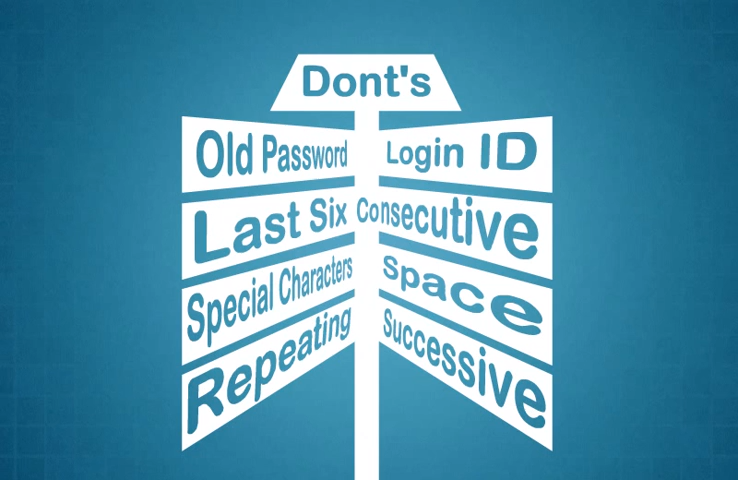 Dont's
Old Password
Login ID
Last Six
Consecutive
Special Characters
Space
Repeating
Successive